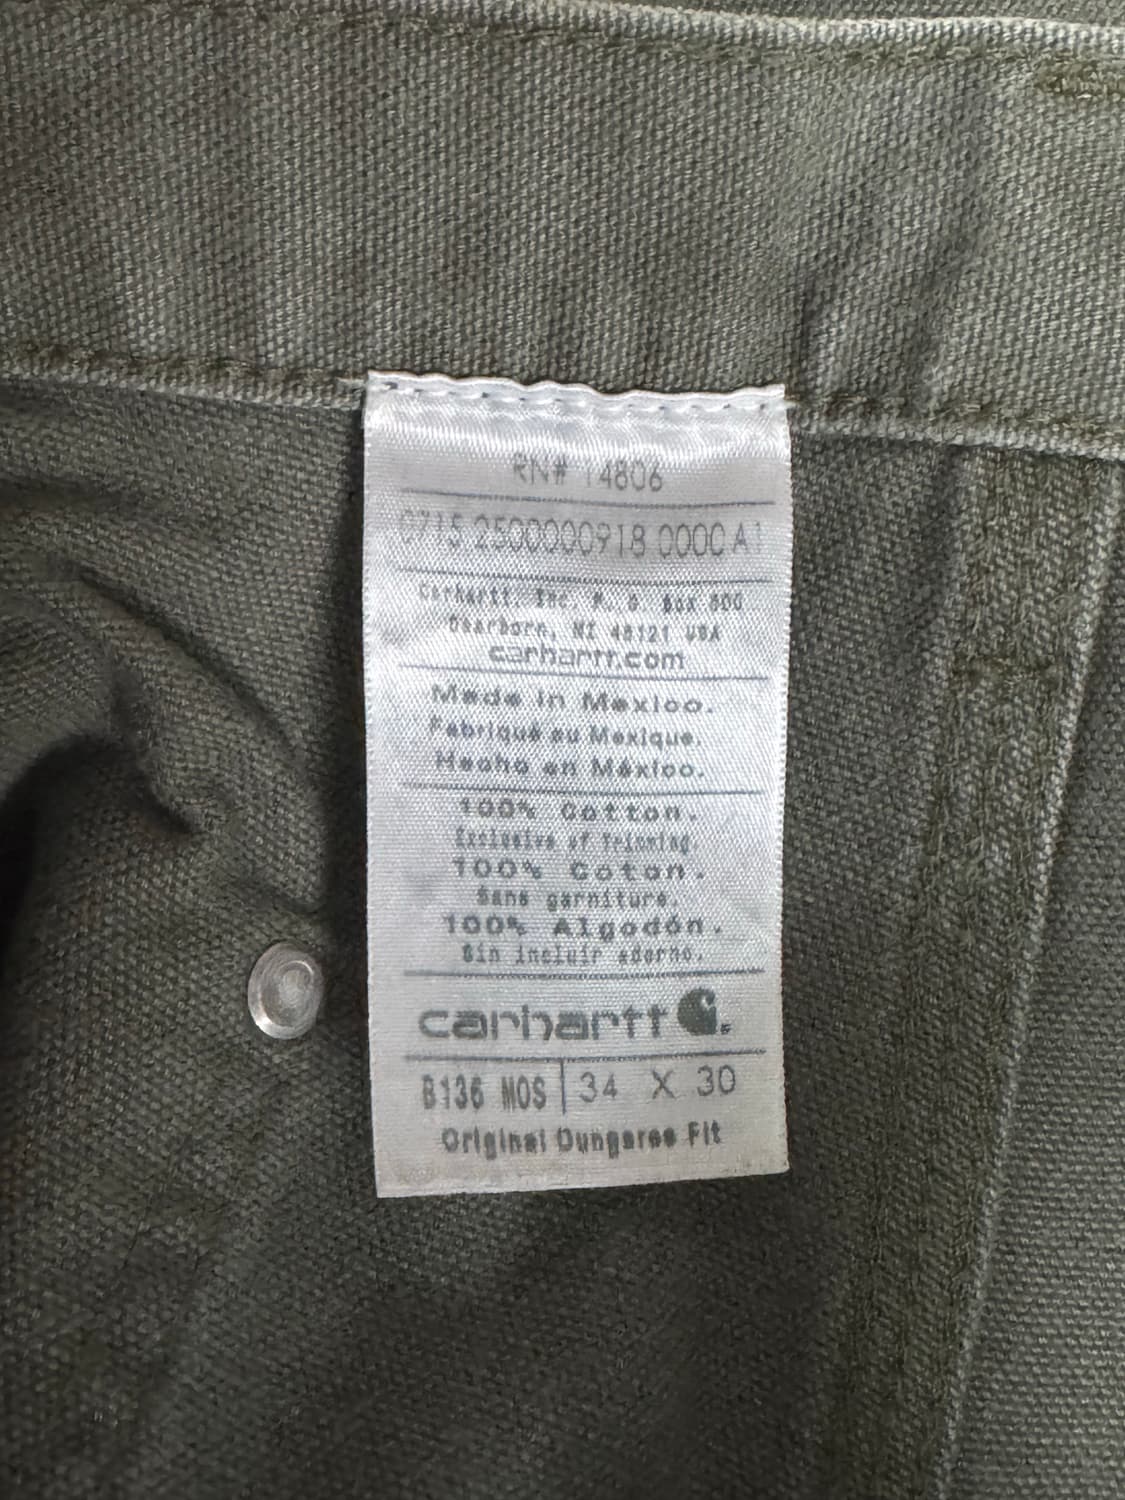 RN# 14806
0715 2500000918 0000 A1
Carhartt, Inc. P. O. Box 600
Dearborn, MI 48121 USA
carhartt.com
Made in Mexico.
Fabriqué au Mexique.
Hecho en México.
100% Cotton.
Exclusive of Trimming
100% Coton.
Sans garniture.
100% Algodón.
Sin incluir adorno.
carhartt
B136 MOS | 34 X 30
Original Dungaree Fit